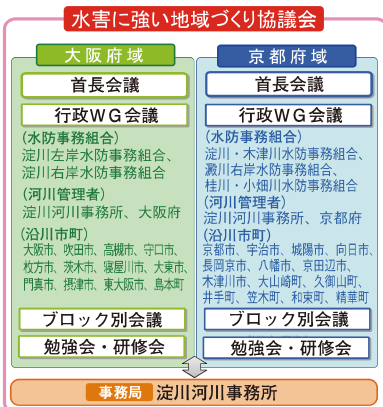 水害に強い地域づくり協議会
大阪府域
首長会議
行政WG会議
(水防事務組合)
淀川左岸水防事務組合、
淀川右岸水防事務組合
(河川管理者)
淀川河川事務所、大阪府
(沿川市町)
大阪市、吹田市、高槻市、守口市、
枚方市、茨木市、寝屋川市、大東市、
門真市、摂津市、東大阪市、島本町
ブロック別会議
勉強会・研修会
京都府域
首長会議
行政WG会議
(水防事務組合)
淀川・木津川水防事務組合、
澱川右岸水防事務組合、
桂川・小畑川水防事務組合
(河川管理者)
淀川河川事務所、京都府
(沿川市町)
京都市、宇治市、城陽市、向日市、
長岡京市、八幡市、京田辺市、
木津川市、大山崎町、久御山町、
井手町、笠木町、和束町、精華町
ブロック別会議
勉強会・研修会
事務局 淀川河川事務所